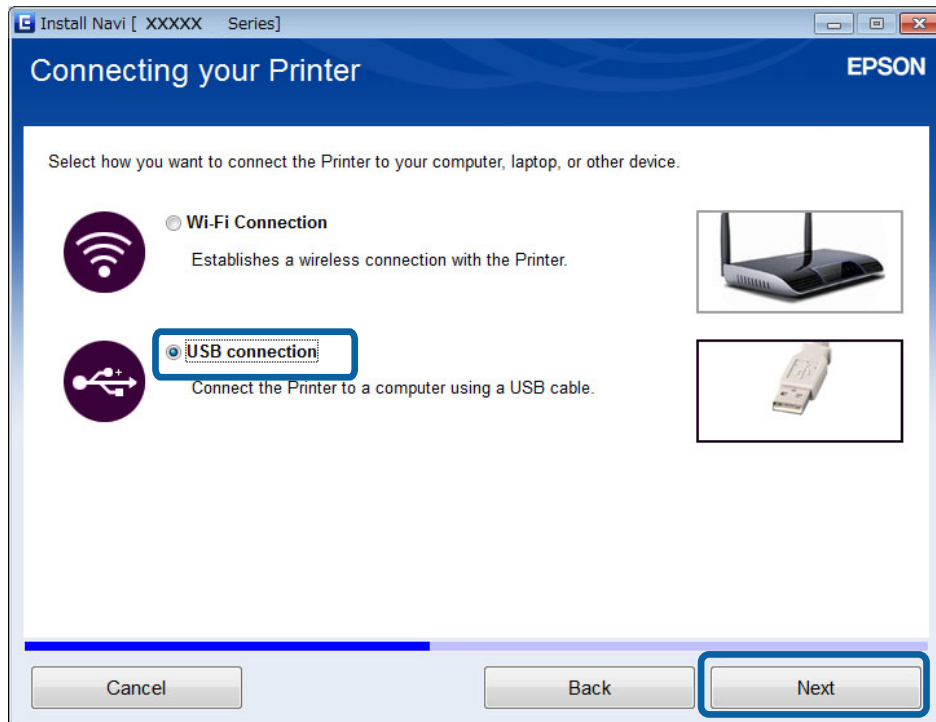 Install Navi [ XXXXX Series]
Connecting your Printer
EPSON
Select how you want to connect the Printer to your computer, laptop, or other device.
Wi-Fi Connection
Establishes a wireless connection with the Printer.
USB connection
Connect the Printer to a computer using a USB cable.
Cancel
Back
Next